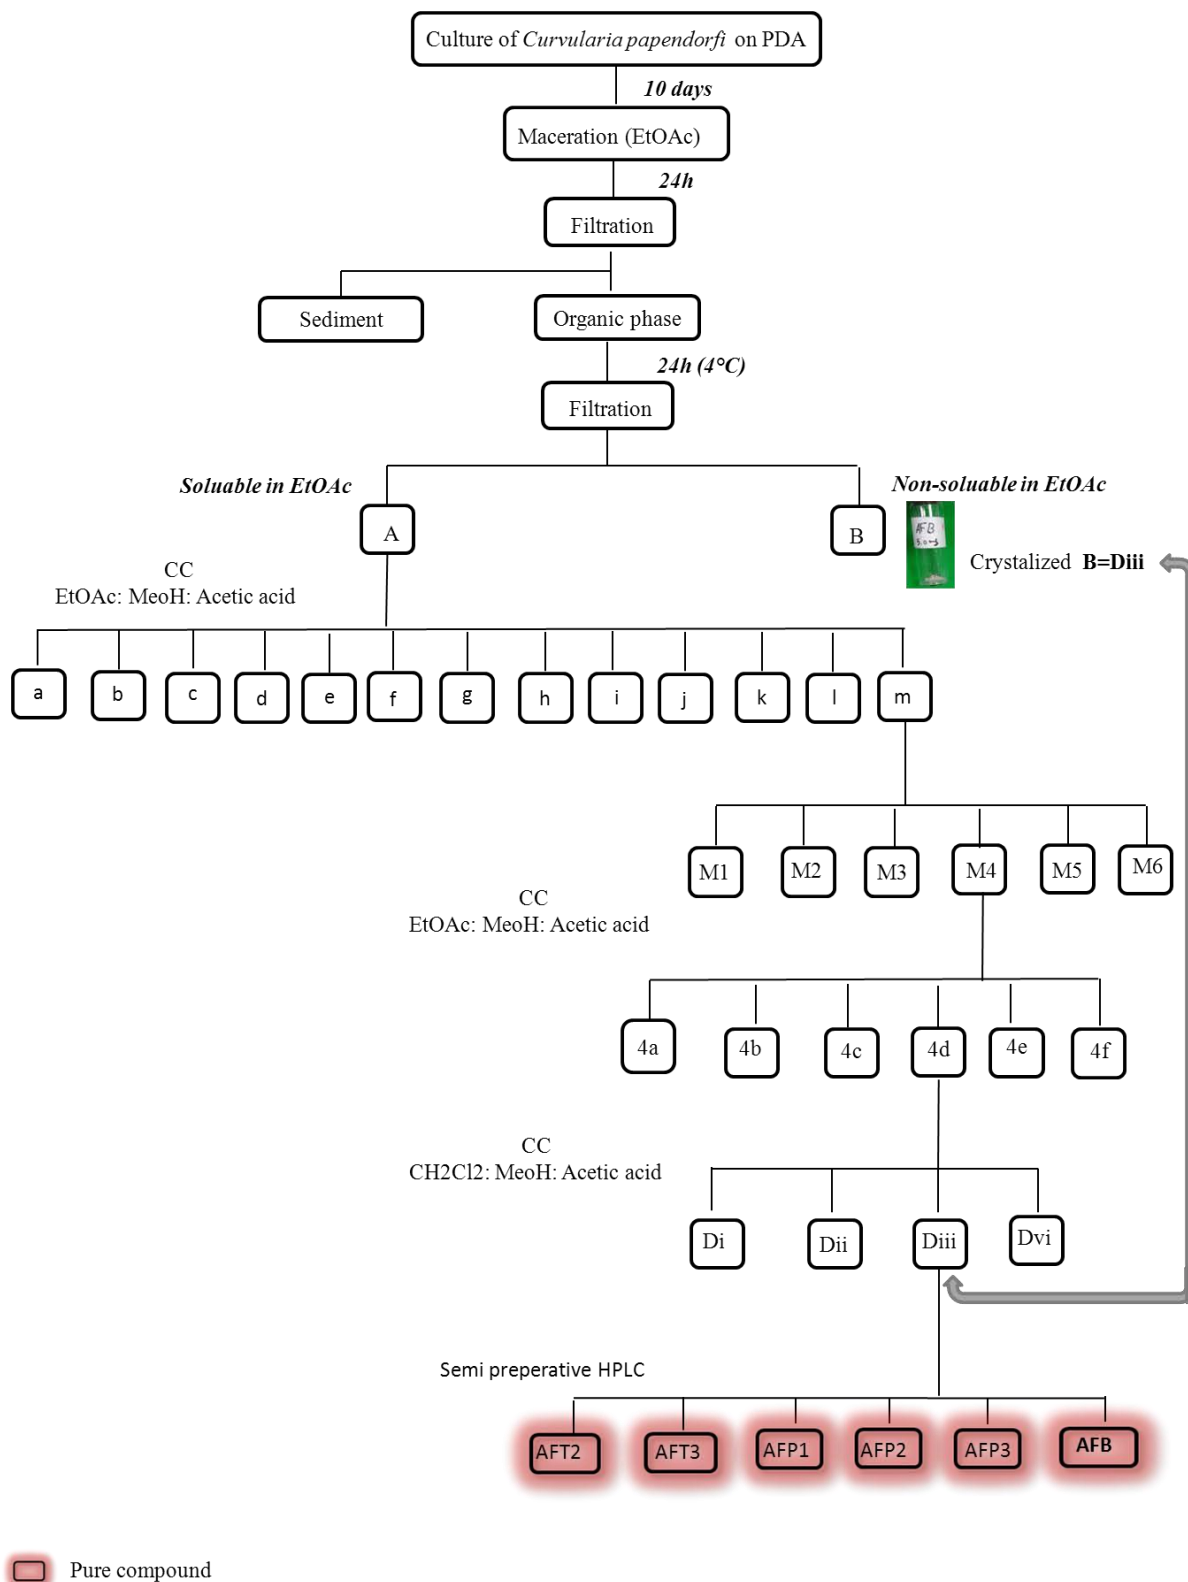 Culture of Curvularia papendorfi on PDA
10 days
Maceration (EtOAc)
24h
Filtration
Sediment
Organic phase
24h (4°C)
Filtration
Soluable in EtOAc
Non-soluable in EtOAc
A
B
AFB
Crystalized B=Diii
CC
EtOAc: MeoH: Acetic acid
a
b
c
d
e
f
g
h
i
j
k
l
m
M1
M2
M3
M4
M5
M6
CC
EtOAc: MeoH: Acetic acid
4a
4b
4c
4d
4e
4f
CC
CH2Cl2: MeoH: Acetic acid
Di
Dii
Diii
Dvi
Semi preperative HPLC
AFT2
AFT3
AFP1
AFP2
AFP3
AFB
Pure compound